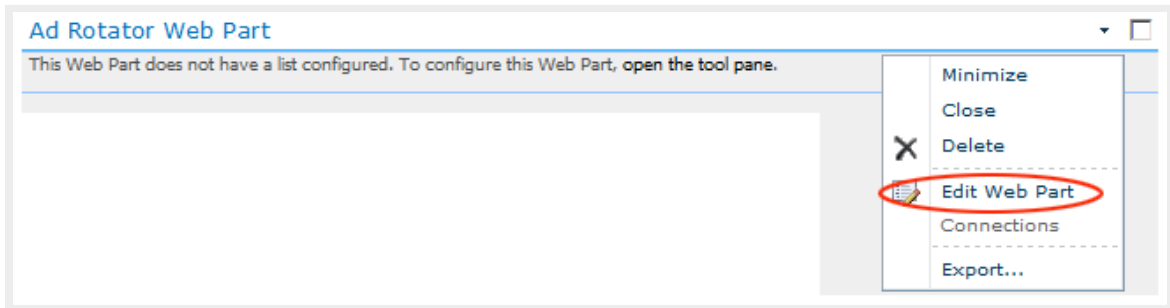 Ad Rotator Web Part
This Web Part does not have a list configured. To configure this Web Part, open the tool pane.
Minimize
Close
Delete
Edit Web Part
Connections
Export...